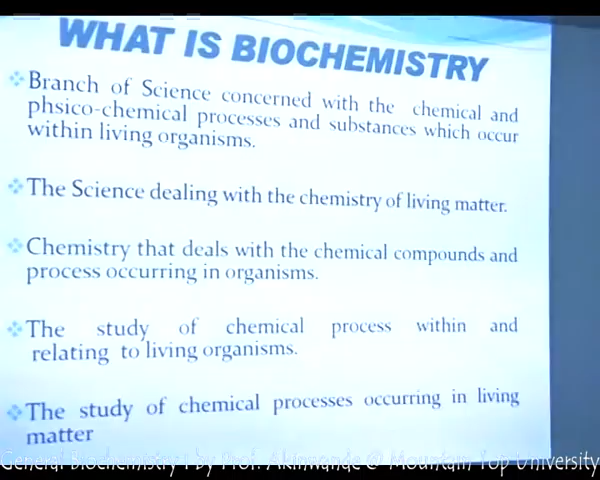 WHAT IS BIOCHEMISTRY
Branch of Science concerned with the chemical and
phsico-chemical processes and substances which occur
within living organisms.
The Science dealing with the chemistry of living matter.
Chemistry that deals with the chemical compounds and
process occurring in organisms.
The study of chemical process within and
relating to living organisms.
The study of chemical processes occurring in living
matter
General Biochemistry I by Prof. Akinwande @ Mountain Top University